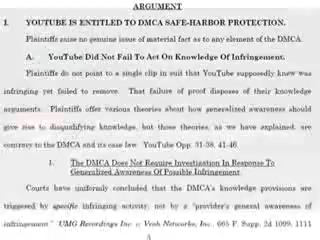 ARGUMENT
I. YOUTUBE IS ENTITLED TO DMCA SAFE-HARBOR PROTECTION.
Plaintiffs raise no genuine issue of material fact as to any element of the DMCA.
A. YouTube Did Not Fail To Act On Knowledge Of Infringement.
Plaintiffs do not point to a single clip in suit that YouTube supposedly knew was
infringing yet failed to remove. That failure of proof disposes of their knowledge
arguments. Plaintiffs offer various theories about how generalized awareness should
give rise to disqualifying knowledge, but those theories, as we have explained, are
contrary to the DMCA and its case law. YouTube Opp. 31-38, 41-46.
1. The DMCA Does Not Require Investigation In Response To
Generalized Awareness Of Possible Infringement.
Courts have uniformly concluded that the DMCA's knowledge provisions are
triggered by specific infringing activity, not by a "provider's general awareness of
infringement." UMG Recordings Inc. v. Veoh Networks, Inc., 665 F. Supp. 2d 1099, 1111